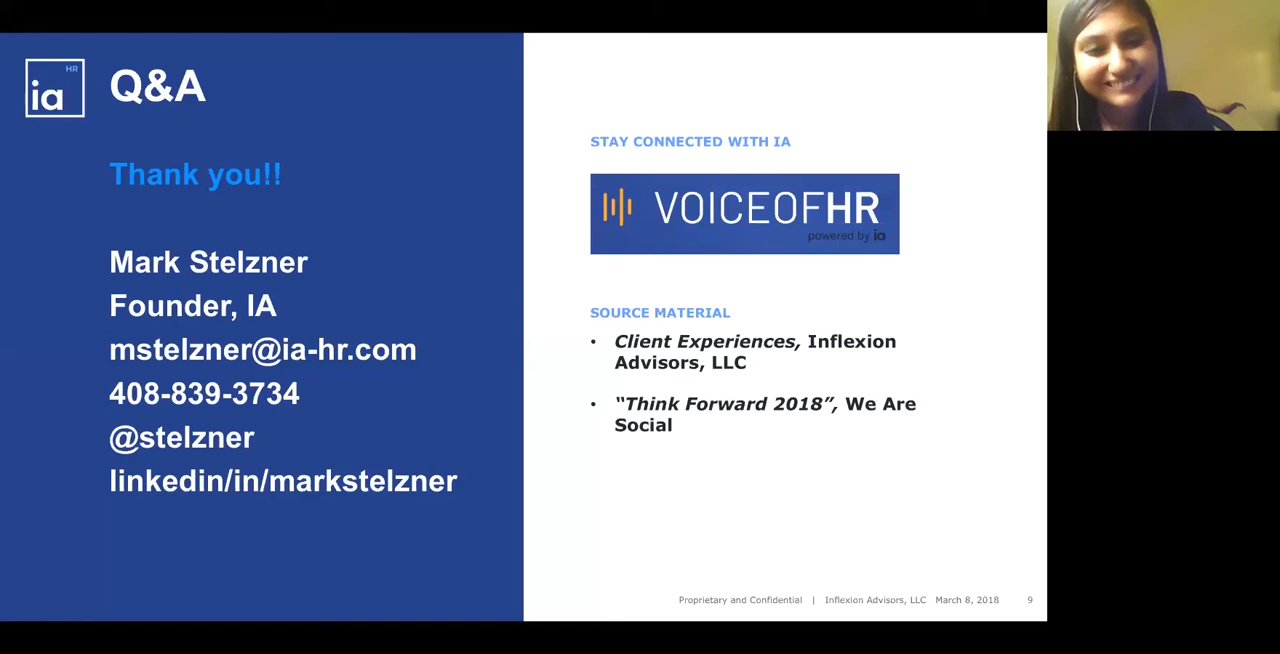 HR
ia
Q&A
Thank you!!
Mark Stelzner
Founder, IA
mstelzner@ia-hr.com
408-839-3734
@stelzner
linkedin/in/markstelzner
STAY CONNECTED WITH IA
VOICEOFHR
powered by ia
SOURCE MATERIAL
• Client Experiences, Inflexion
Advisors, LLC
• “Think Forward 2018”, We Are
Social
Proprietary and Confidential | Inflexion Advisors, LLC March 8, 2018 9